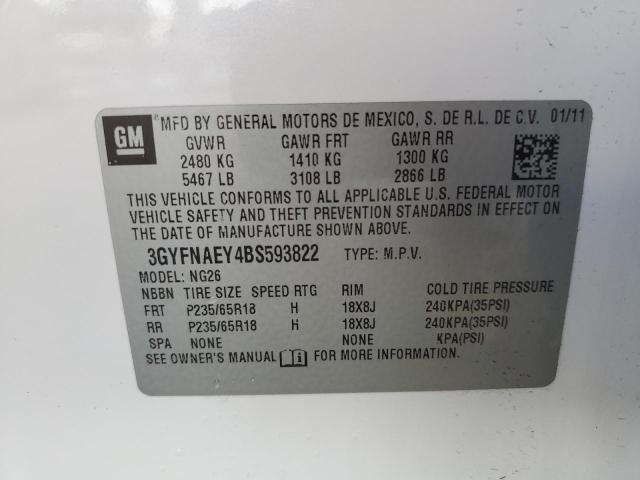 GM
®MFD BY GENERAL MOTORS DE MEXICO, S. DE R.L. DE C.V. 01/11
GVWR GAWR FRT GAWR RR
2480 KG 1410 KG 1300 KG
5467 LB 3108 LB 2866 LB
THIS VEHICLE CONFORMS TO ALL APPLICABLE U.S. FEDERAL MOTOR
VEHICLE SAFETY AND THEFT PREVENTION STANDARDS IN EFFECT ON
THE DATE OF MANUFACTURE SHOWN ABOVE.
3GYFNAEY4BS593822 TYPE: M.P.V.
MODEL: NG26
NBBN TIRE SIZE SPEED RTG RIM COLD TIRE PRESSURE
FRT P235/65R18 H 18X8J 240KPA(35PSI)
RR P235/65R18 H 18X8J 240KPA(35PSI)
SPA NONE NONE KPA(PSI)
SEE OWNER'S MANUAL i FOR MORE INFORMATION.